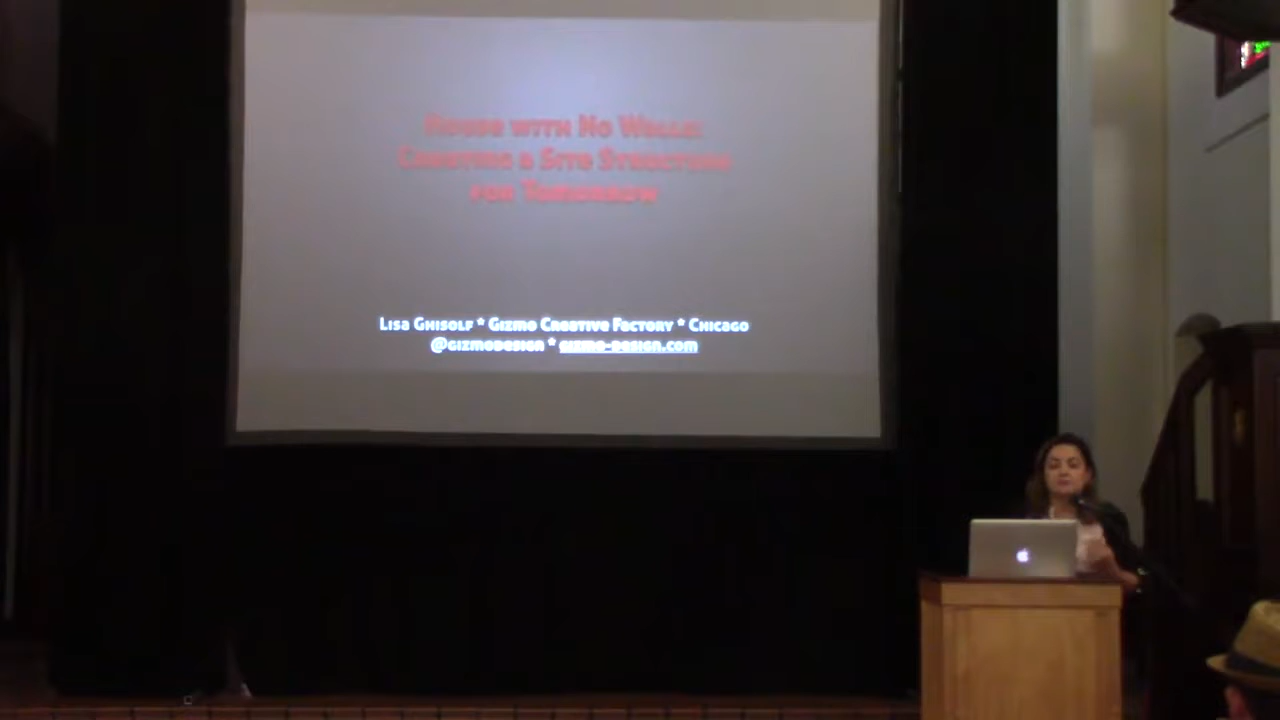 House with No Walls:
Creating a Site Structure
for Tomorrow
Lisa Ghisolf * Gizmo Creative Factory * Chicago
@gizmodesign * gizmo-design.com